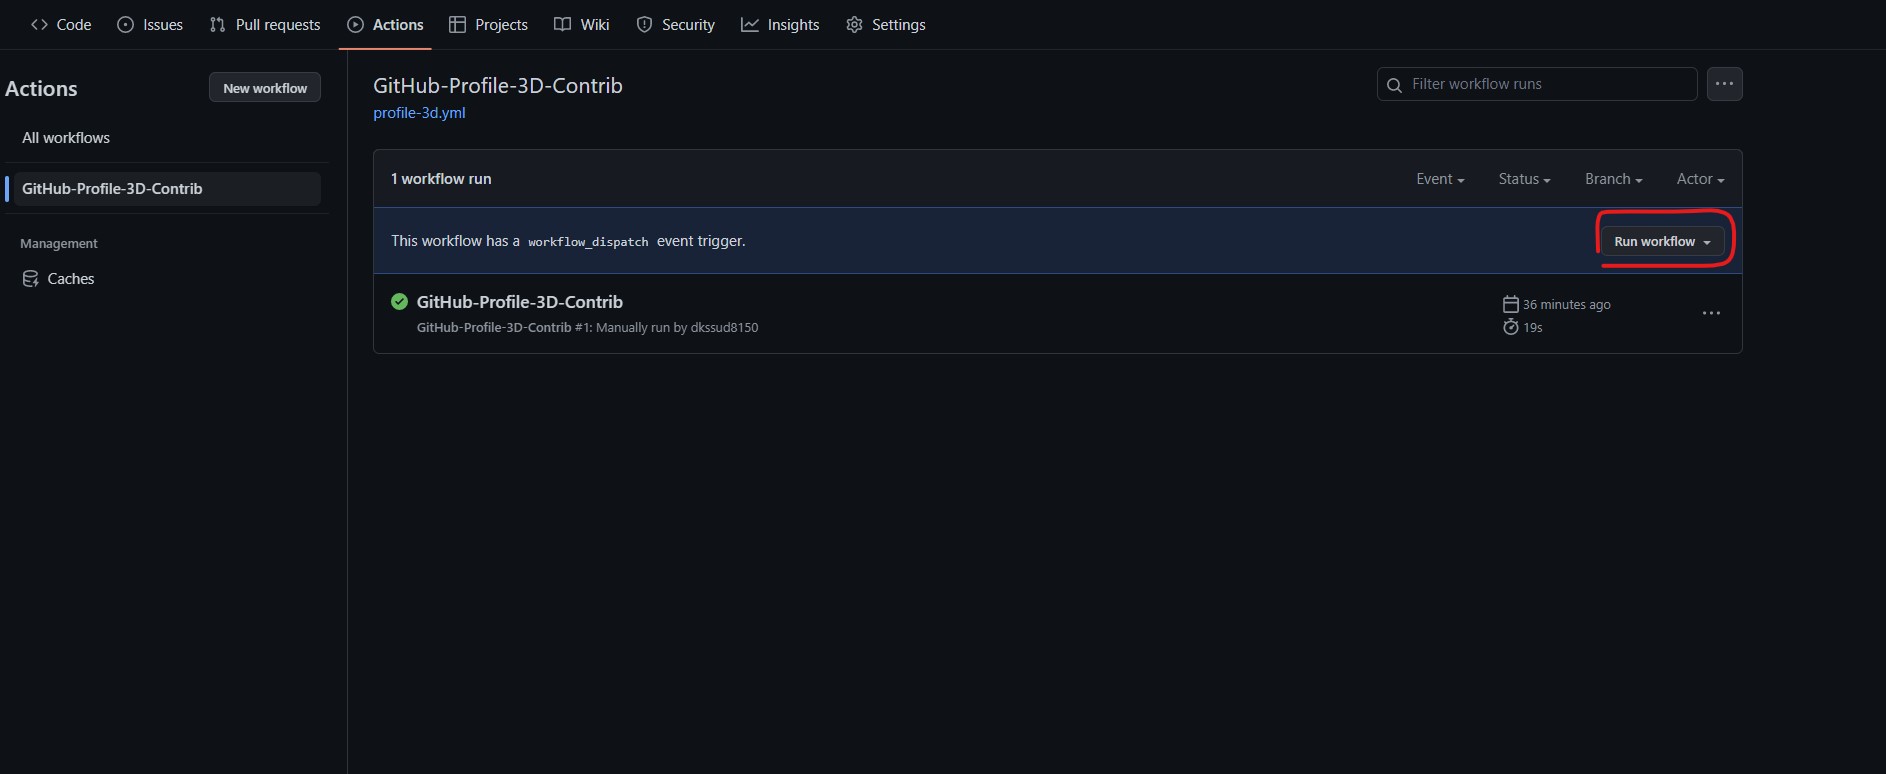 Code Issues Pull requests Actions Projects Wiki Security Insights Settings
Actions
New workflow
All workflows
GitHub-Profile-3D-Contrib
Management
Caches
GitHub-Profile-3D-Contrib
profile-3d.yml
Filter workflow runs
1 workflow run
Event Status Branch Actor
This workflow has a workflow_dispatch event trigger.
Run workflow
GitHub-Profile-3D-Contrib
GitHub-Profile-3D-Contrib #1: Manually run by dkssud8150
36 minutes ago
19s